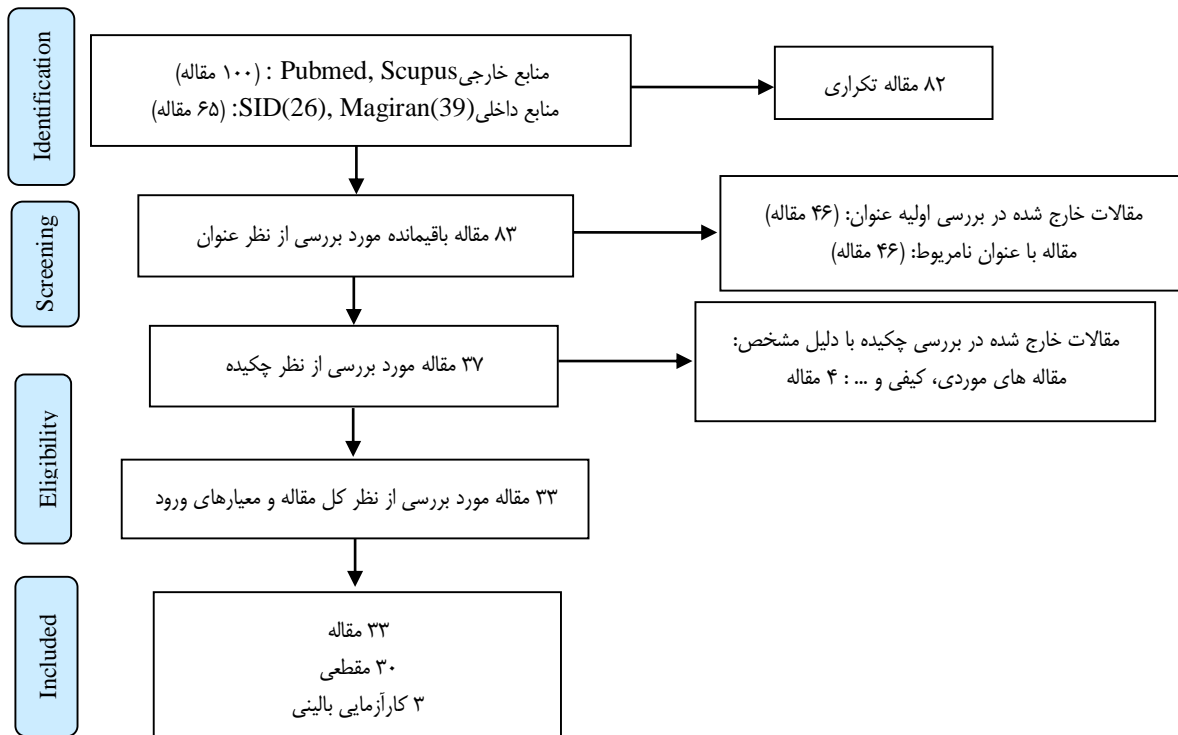 Identification
منابع خارجیPubmed, Scupus : (۱۰۰ مقاله)
منابع داخلیSID(26), Magiran(39): (۶۵ مقاله)
۸۲ مقاله تکراری
Screening
۸۳ مقاله باقیمانده مورد بررسی از نظر عنوان
مقالات خارج شده در بررسی اولیه عنوان: (۴۶ مقاله)
مقاله با عنوان نامربوط: (۴۶ مقاله)
۳۷ مقاله مورد بررسی از نظر چکیده
مقالات خارج شده در بررسی چکیده با دلیل مشخص:
مقاله های موردی، کیفی و ... : ۴ مقاله
Eligibility
۳۳ مقاله مورد بررسی از نظر کل مقاله و معیارهای ورود
Included
۳۳ مقاله
۳۰ مقطعی
۳ کارآزمایی بالینی